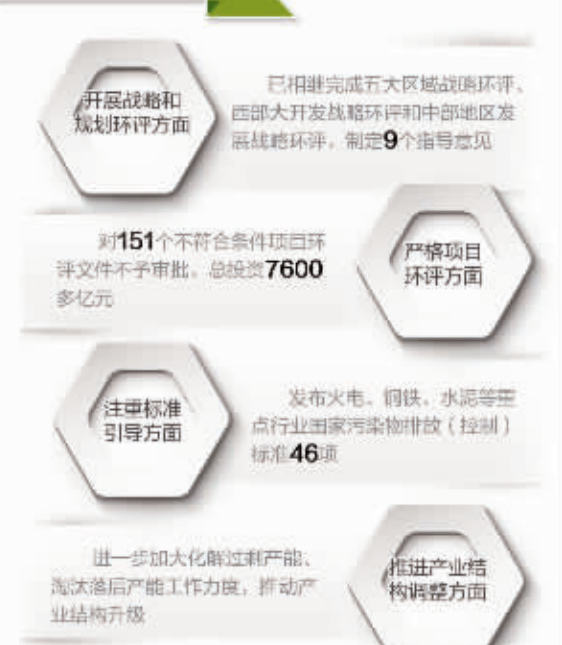 开展战略和
规划环评方面
已相继完成五大区域战略环评、
西部大开发战略环评和中部地区发
展战略环评，制定9个指导意见
对151个不符合条件项目环
评文件不予审批，总投资7600
多亿元
严格项目
环评方面
注重标准
引导方面
发布火电、钢铁、水泥等重
点行业国家污染物排放（控制）
标准46项
进一步加大化解过剩产能、
淘汰落后产能工作力度，推动产
业结构升级
推进产业结
构调整方面